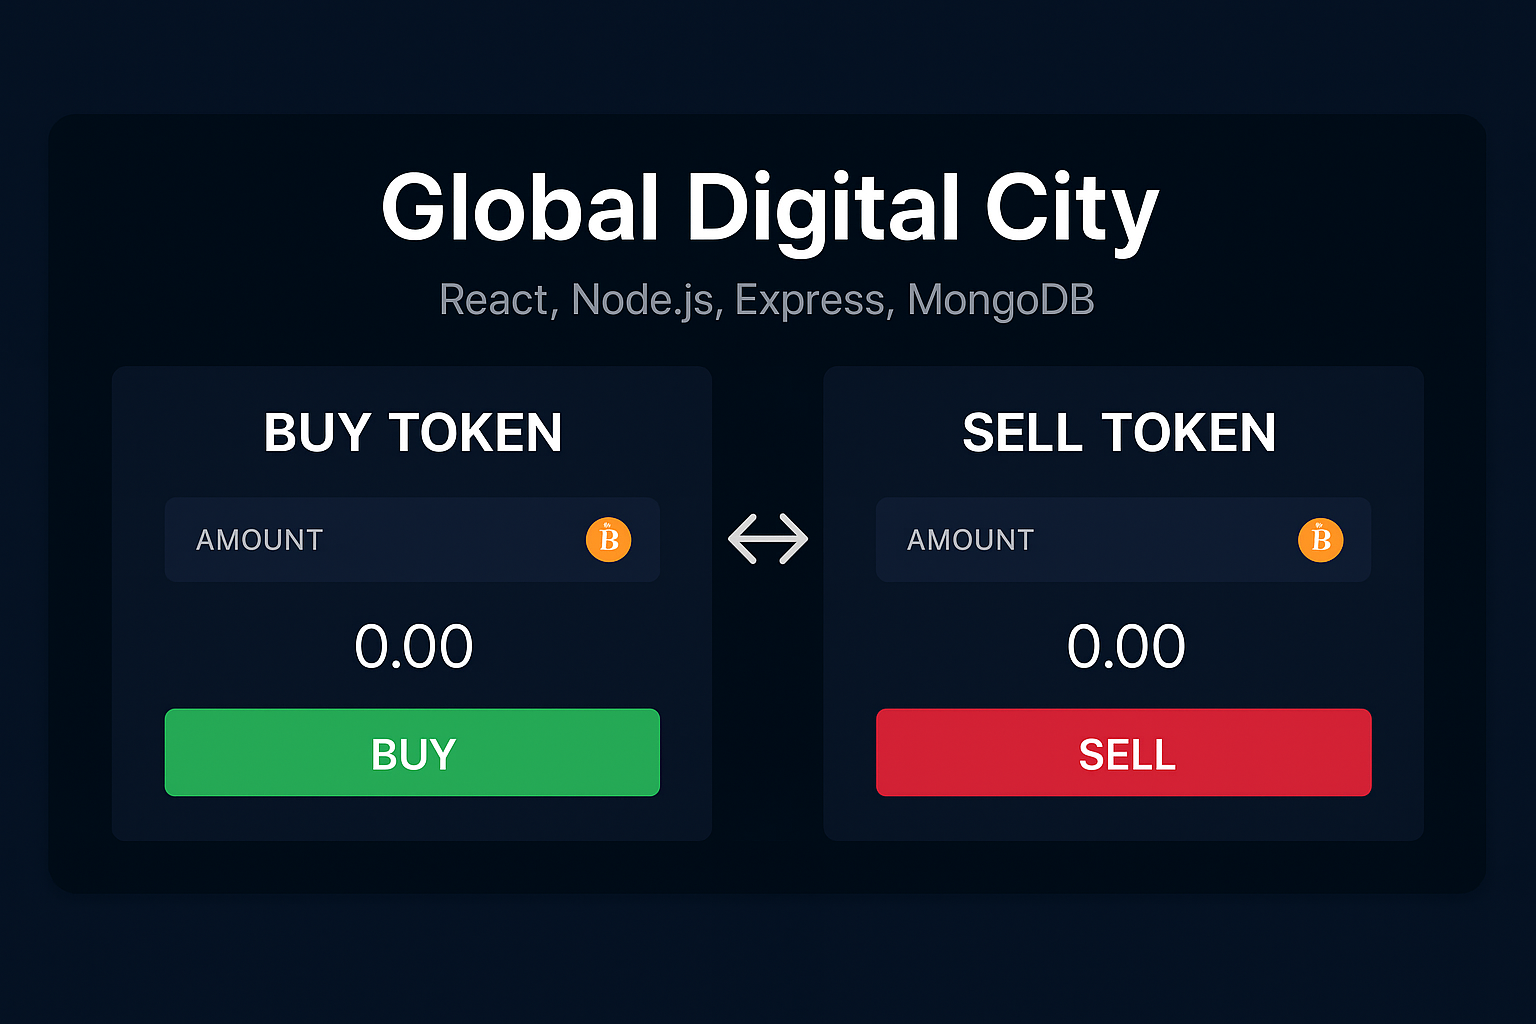 Global Digital City
React, Node.js, Express, MongoDB
BUY TOKEN
AMOUNT
0.00
BUY
SELL TOKEN
AMOUNT
0.00
SELL